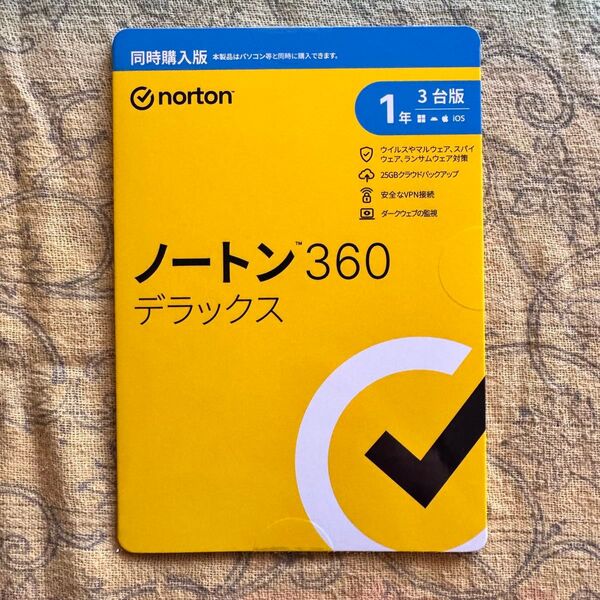 同時購入版 本製品はパソコン等と同時に購入できます。
norton™
1年 3台版
iOS
ウイルスやマルウェア、スパイ
ウェア、ランサムウェア対策
25GBクラウドバックアップ
安全なVPN接続
ダークウェブの監視
ノートン™ 360
デラックス